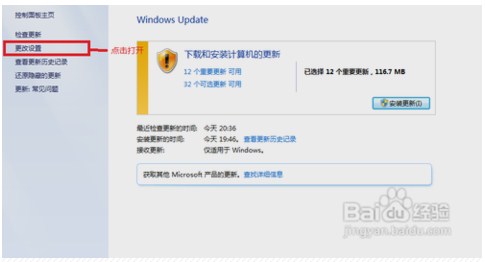 控制面板主页
检查更新
更改设置
点击打开
查看更新历史记录
还原隐藏的更新
更新: 常见问题
Windows Update
下载和安装计算机的更新
12 个重要更新 可用
32 个可选更新 可用
已选择 12 个重要更新，116.7 MB
安装更新(I)
最近检查更新的时间: 今天 20:36
安装更新的时间: 今天 19:46。查看更新历史记录
接收更新: 仅适用于 Windows。
获取其他 Microsoft 产品的更新。查找详细信息
Baidu 经验
jingyan.baidu.com